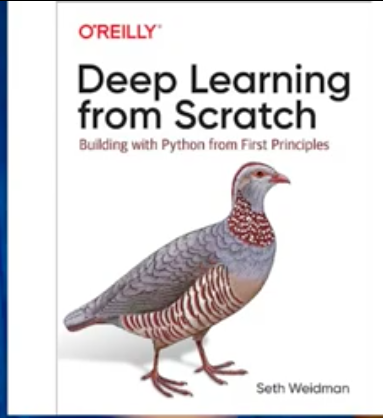 O'REILLY®
Deep Learning
from Scratch
Building with Python from First Principles
Seth Weidman